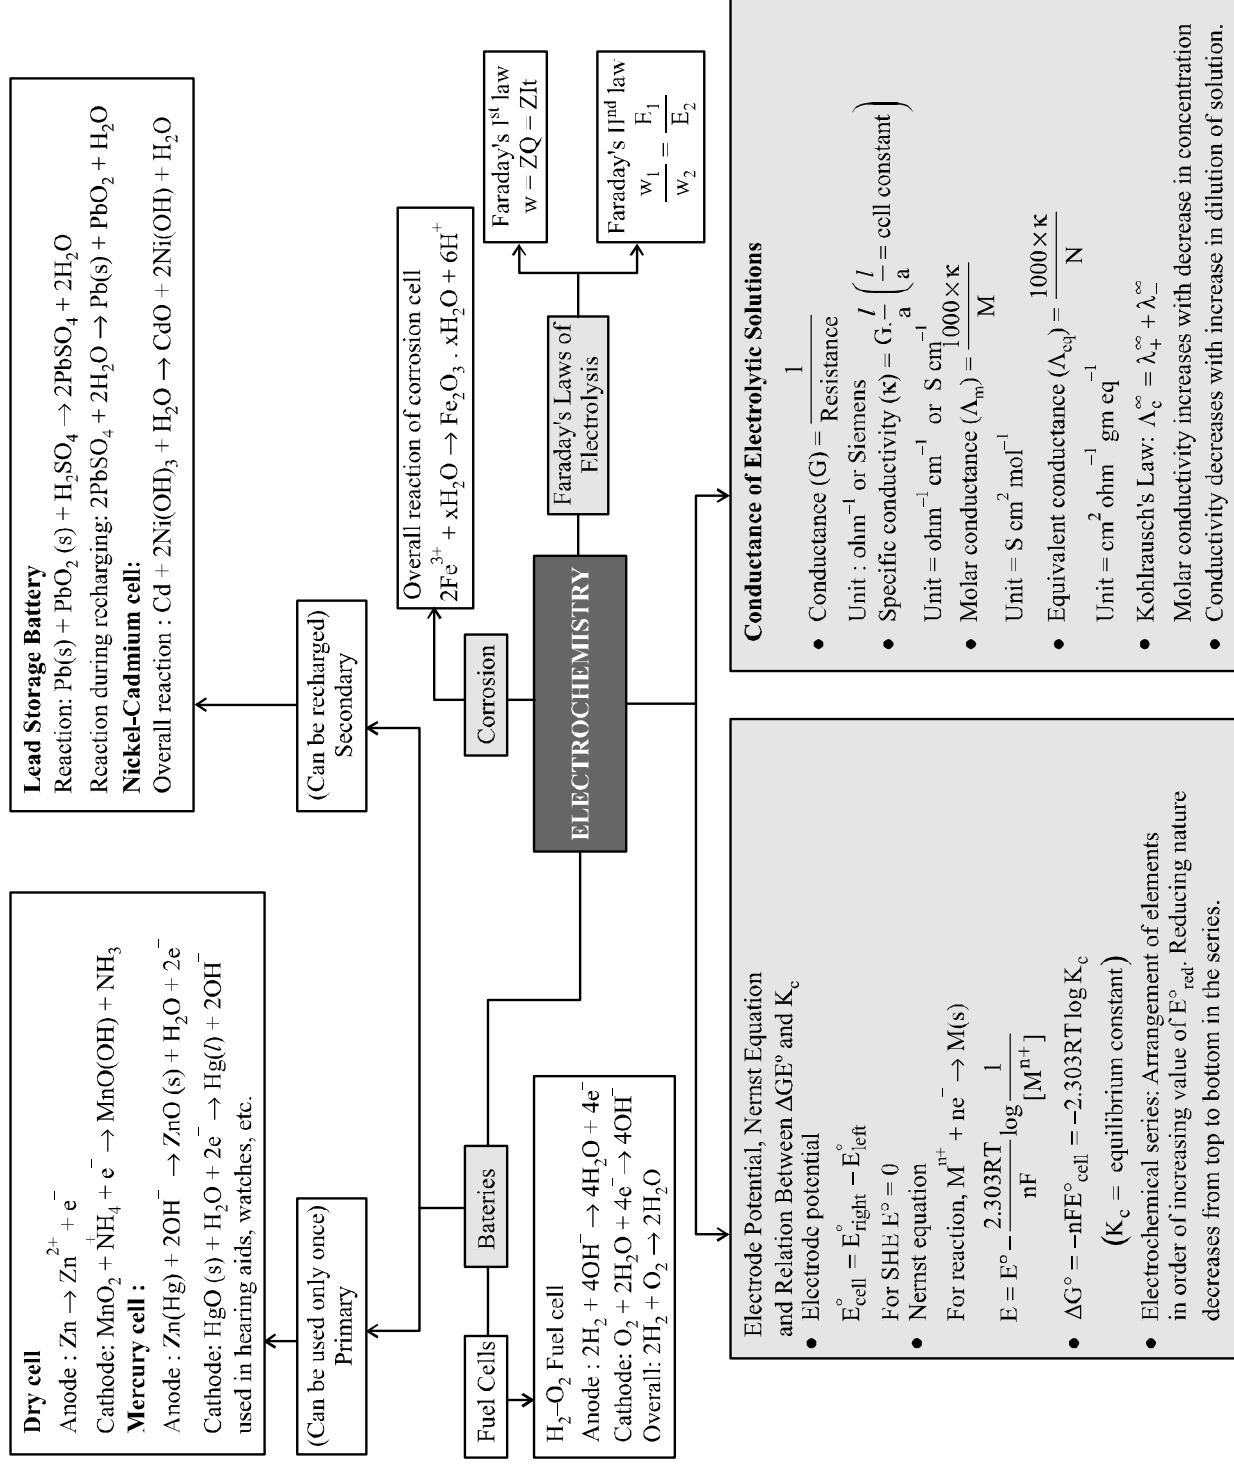 Dry cell
Anode : Zn → Zn²⁺ + e⁻
Cathode: MnO₂ + NH₄⁺ + e⁻ → MnO(OH) + NH₃
Mercury cell :
Anode : Zn(Hg) + 2OH⁻ → ZnO (s) + H₂O + 2e⁻
Cathode: HgO (s) + H₂O + 2e⁻ → Hg(l) + 2OH⁻
used in hearing aids, watches, etc.
Lead Storage Battery
Reaction: Pb(s) + PbO₂ (s) + H₂SO₄ → 2PbSO₄ + 2H₂O
Reaction during recharging: 2PbSO₄ + 2H₂O → Pb(s) + PbO₂ + H₂O
Nickel-Cadmium cell:
Overall reaction : Cd + 2Ni(OH)₃ + H₂O → CdO + 2Ni(OH) + H₂O
(Can be used only once)
Primary
(Can be recharged)
Secondary
Fuel Cells
Bateries
Corrosion
Overall reaction of corrosion cell
2Fe³⁺ + xH₂O → Fe₂O₃ . xH₂O + 6H⁺
H₂–O₂ Fuel cell
Anode : 2H₂ + 4OH⁻ → 4H₂O + 4e⁻
Cathode: O₂ + 2H₂O + 4e⁻ → 4OH⁻
Overall: 2H₂ + O₂ → 2H₂O
ELECTROCHEMISTRY
Faraday's Laws of
Electrolysis
Faraday's Iˢᵗ law
w = ZQ = ZIt
Faraday's IIⁿᵈ law
w₁/w₂ = E₁/E₂
Electrode Potential, Nernst Equation
and Relation Between ΔGE° and K_c
• Electrode potential
E°cell = E°right − E°left
For SHE E° = 0
• Nernst equation
For reaction, Mⁿ⁺ + ne⁻ → M(s)
E = E° - 2.303RT/nF log 1/[Mⁿ⁺]
• ΔG° = −nFE°cell = −2.303RT log K_c
(K_c = equilibrium constant)
• Electrochemical series: Arrangement of elements
in order of increasing value of E°red. Reducing nature
decreases from top to bottom in the series.
Conductance of Electrolytic Solutions
• Conductance (G) = 1/Resistance
Unit : ohm⁻¹ or Siemens
• Specific conductivity (κ) = G. l/a (l/a = cell constant)
Unit = ohm⁻¹ cm⁻¹ or S cm⁻¹
• Molar conductance (Λm) = 1000×κ/M
Unit = S cm² mol⁻¹
• Equivalent conductance (Λeq) = 1000×κ/N
Unit = cm² ohm⁻¹ gm eq⁻¹
• Kohlrausch's Law: Λ_c^∞ = λ₊^∞ + λ₋^∞
Molar conductivity increases with decrease in concentration
• Conductivity decreases with increase in dilution of solution.